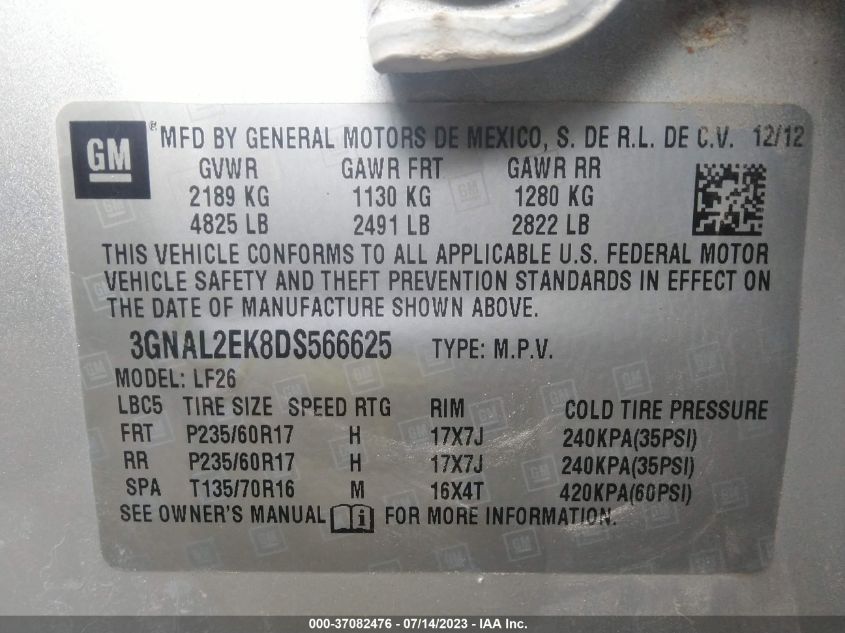 GM
® MFD BY GENERAL MOTORS DE MEXICO, S. DE R.L. DE C.V. 12/12
GVWR GAWR FRT GAWR RR
2189 KG 1130 KG 1280 KG
4825 LB 2491 LB 2822 LB
THIS VEHICLE CONFORMS TO ALL APPLICABLE U.S. FEDERAL MOTOR
VEHICLE SAFETY AND THEFT PREVENTION STANDARDS IN EFFECT ON
THE DATE OF MANUFACTURE SHOWN ABOVE.
3GNAL2EK8DS566625 TYPE: M.P.V.
MODEL: LF26
LBC5 TIRE SIZE SPEED RTG RIM COLD TIRE PRESSURE
FRT P235/60R17 H 17X7J 240KPA(35PSI)
RR P235/60R17 H 17X7J 240KPA(35PSI)
SPA T135/70R16 M 16X4T 420KPA(60PSI)
SEE OWNER'S MANUAL i FOR MORE INFORMATION.
000-37082476 - 07/14/2023 - IAA Inc.